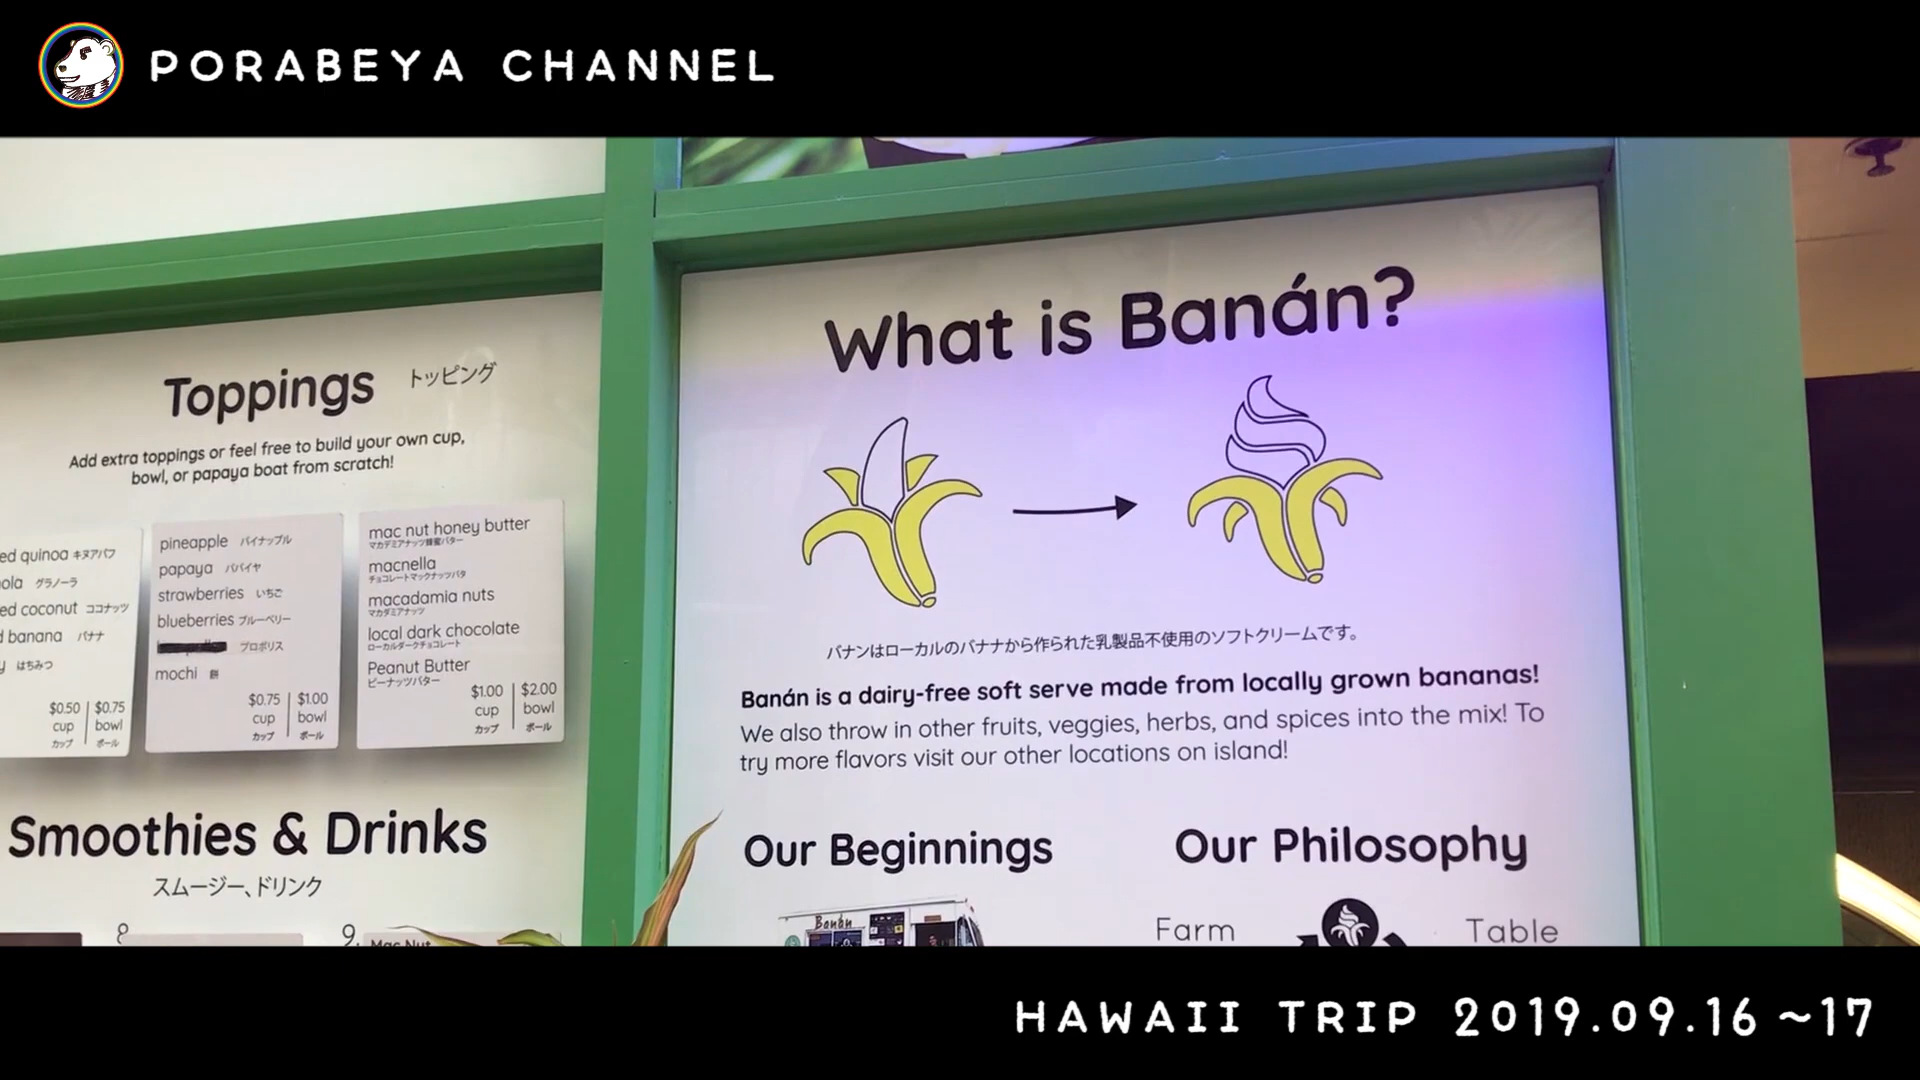 PORABEYA CHANNEL
Toppings トッピング
Add extra toppings or feel free to build your own cup,
bowl, or papaya boat from scratch!
quinoa キヌアパフ
グラノーラ
coconut ココナッツ
banana バナナ
はちみつ
$0.50 $0.75
cup bowl
カップ ボール
pineapple パイナップル
papaya パパイヤ
strawberries いちご
blueberries ブルーベリー
プロポリス
mochi 餅
$0.75 $1.00
cup bowl
カップ ボール
mac nut honey butter
マカデミアナッツ蜂蜜バター
macnella
チョコレートマックナッツバタ
macadamia nuts
マカダミアナッツ
local dark chocolate
ローカルダークチョコレート
Peanut Butter
ピーナッツバター
$1.00 $2.00
cup bowl
カップ ボール
Smoothies & Drinks
スムージー、ドリンク
8
9.
Mac Nut
What is Banán?
バナンはローカルのバナナから作られた乳製品不使用のソフトクリームです。
Banán is a dairy-free soft serve made from locally grown bananas!
We also throw in other fruits, veggies, herbs, and spices into the mix! To
try more flavors visit our other locations on island!
Our Beginnings
Banán
Our Philosophy
Farm Table
HAWAII TRIP 2019.09.16 ~17